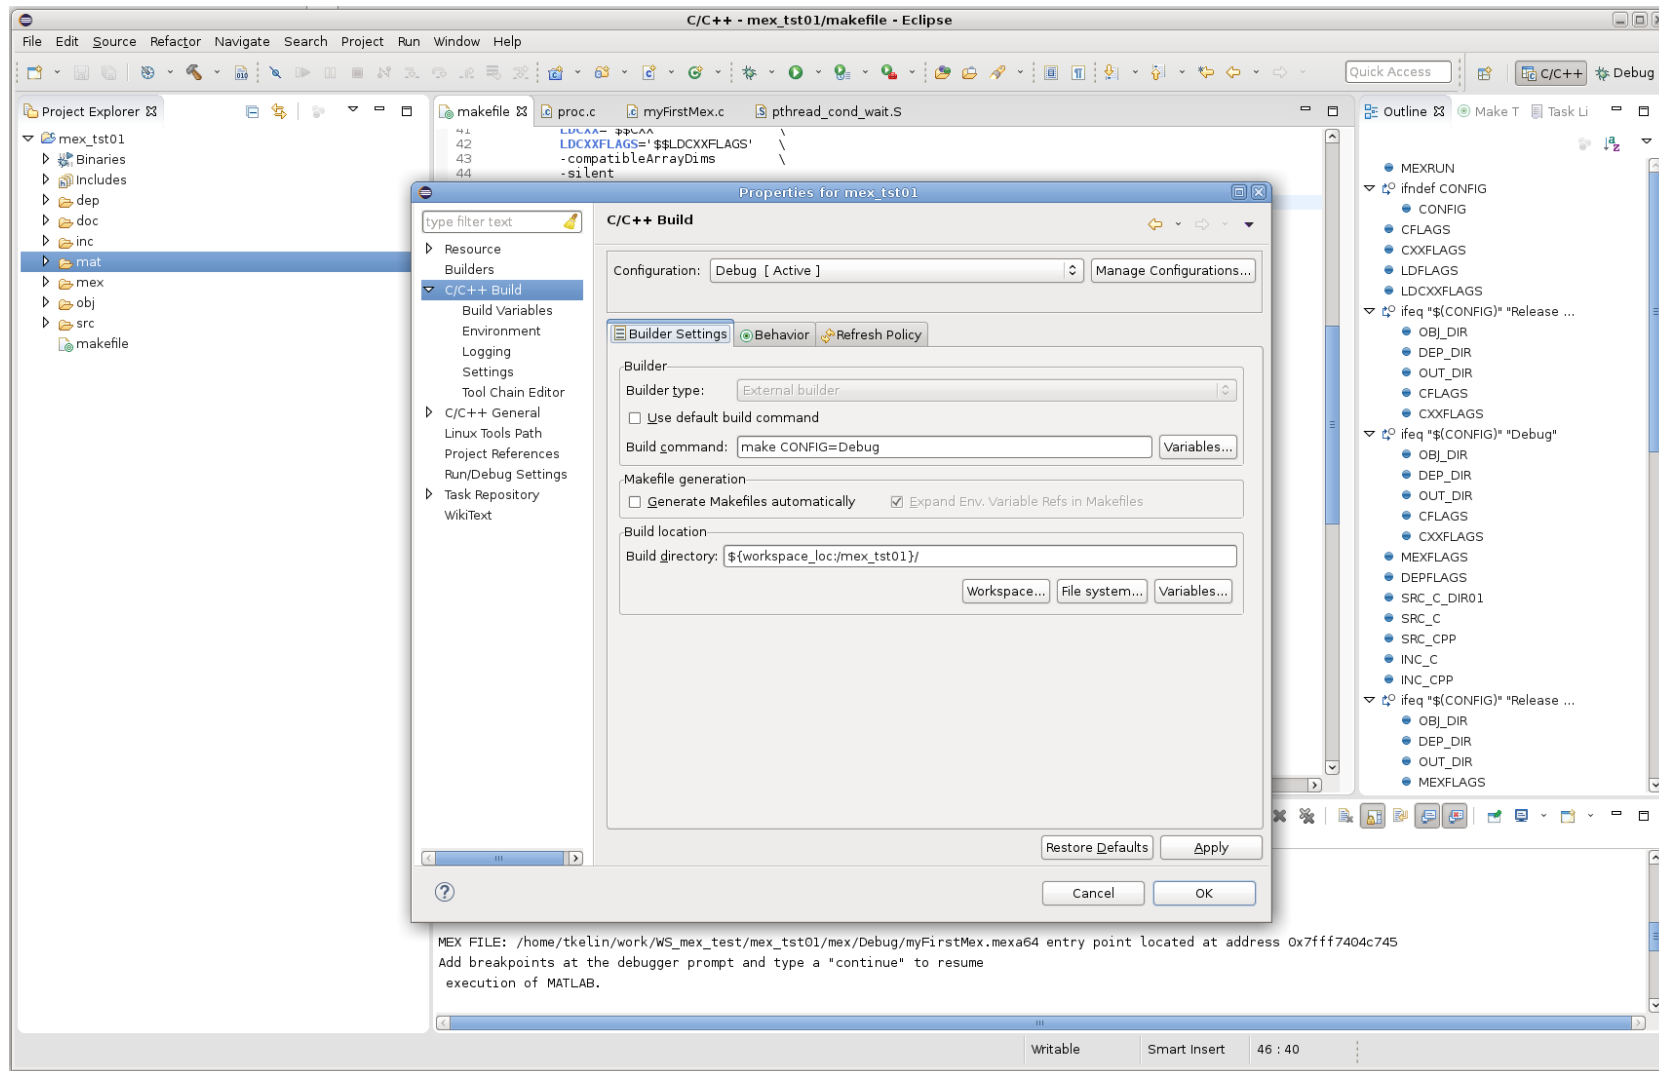 C/C++ - mex_tst01/makefile - Eclipse
File Edit Source Refactor Navigate Search Project Run Window Help
Quick Access C/C++ Debug
Project Explorer
mex_tst01
Binaries
Includes
dep
doc
inc
mat
mex
obj
src
makefile
makefile proc.c myFirstMex.c pthread_cond_wait.S
41 LDCXX='$$CXX' \
42 LDCXXFLAGS='$$LDCXXFLAGS' \
43 -compatibleArrayDims \
44 -silent
Properties for mex_tst01
type filter text
Resource
Builders
C/C++ Build
Build Variables
Environment
Logging
Settings
Tool Chain Editor
C/C++ General
Linux Tools Path
Project References
Run/Debug Settings
Task Repository
WikiText
C/C++ Build
Configuration: Debug [ Active ] Manage Configurations...
Builder Settings Behavior Refresh Policy
Builder
Builder type: External builder
Use default build command
Build command: make CONFIG=Debug Variables...
Makefile generation
Generate Makefiles automatically Expand Env. Variable Refs in Makefiles
Build location
Build directory: ${workspace_loc:/mex_tst01}/
Workspace... File system... Variables...
Restore Defaults Apply
Cancel OK
Outline Make T Task Li
MEXRUN
ifndef CONFIG
CONFIG
CFLAGS
CXXFLAGS
LDFLAGS
LDCXXFLAGS
ifeq "$(CONFIG)" "Release ...
OBJ_DIR
DEP_DIR
OUT_DIR
CFLAGS
CXXFLAGS
ifeq "$(CONFIG)" "Debug"
OBJ_DIR
DEP_DIR
OUT_DIR
CFLAGS
CXXFLAGS
MEXFLAGS
DEPFLAGS
SRC_C_DIR01
SRC_C
SRC_CPP
INC_C
INC_CPP
ifeq "$(CONFIG)" "Release ...
OBJ_DIR
DEP_DIR
OUT_DIR
MEXFLAGS
MEX FILE: /home/tkelin/work/WS_mex_test/mex_tst01/mex/Debug/myFirstMex.mexa64 entry point located at address 0x7fff7404c745
Add breakpoints at the debugger prompt and type a "continue" to resume
execution of MATLAB.
Writable Smart Insert 46 : 40